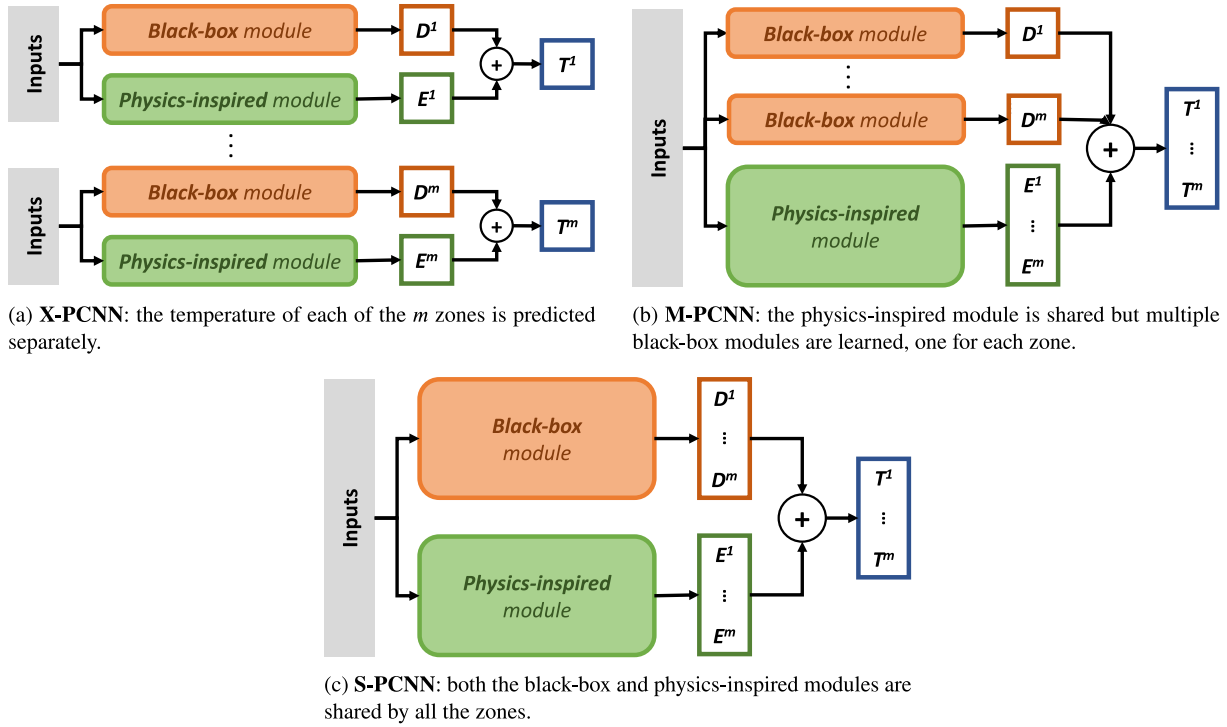 Inputs
Black-box module
D¹
Physics-inspired module
E¹
+
T¹
⋮
Inputs
Black-box module
Dᵐ
Physics-inspired module
Eᵐ
+
Tᵐ
(a) X-PCNN: the temperature of each of the m zones is predicted
separately.
Inputs
Black-box module
D¹
⋮
Black-box module
Dᵐ
Physics-inspired
module
E¹
⋮
Eᵐ
+
T¹
⋮
Tᵐ
(b) M-PCNN: the physics-inspired module is shared but multiple
black-box modules are learned, one for each zone.
Inputs
Black-box
module
D¹
⋮
Dᵐ
Physics-inspired
module
E¹
⋮
Eᵐ
+
T¹
⋮
Tᵐ
(c) S-PCNN: both the black-box and physics-inspired modules are
shared by all the zones.